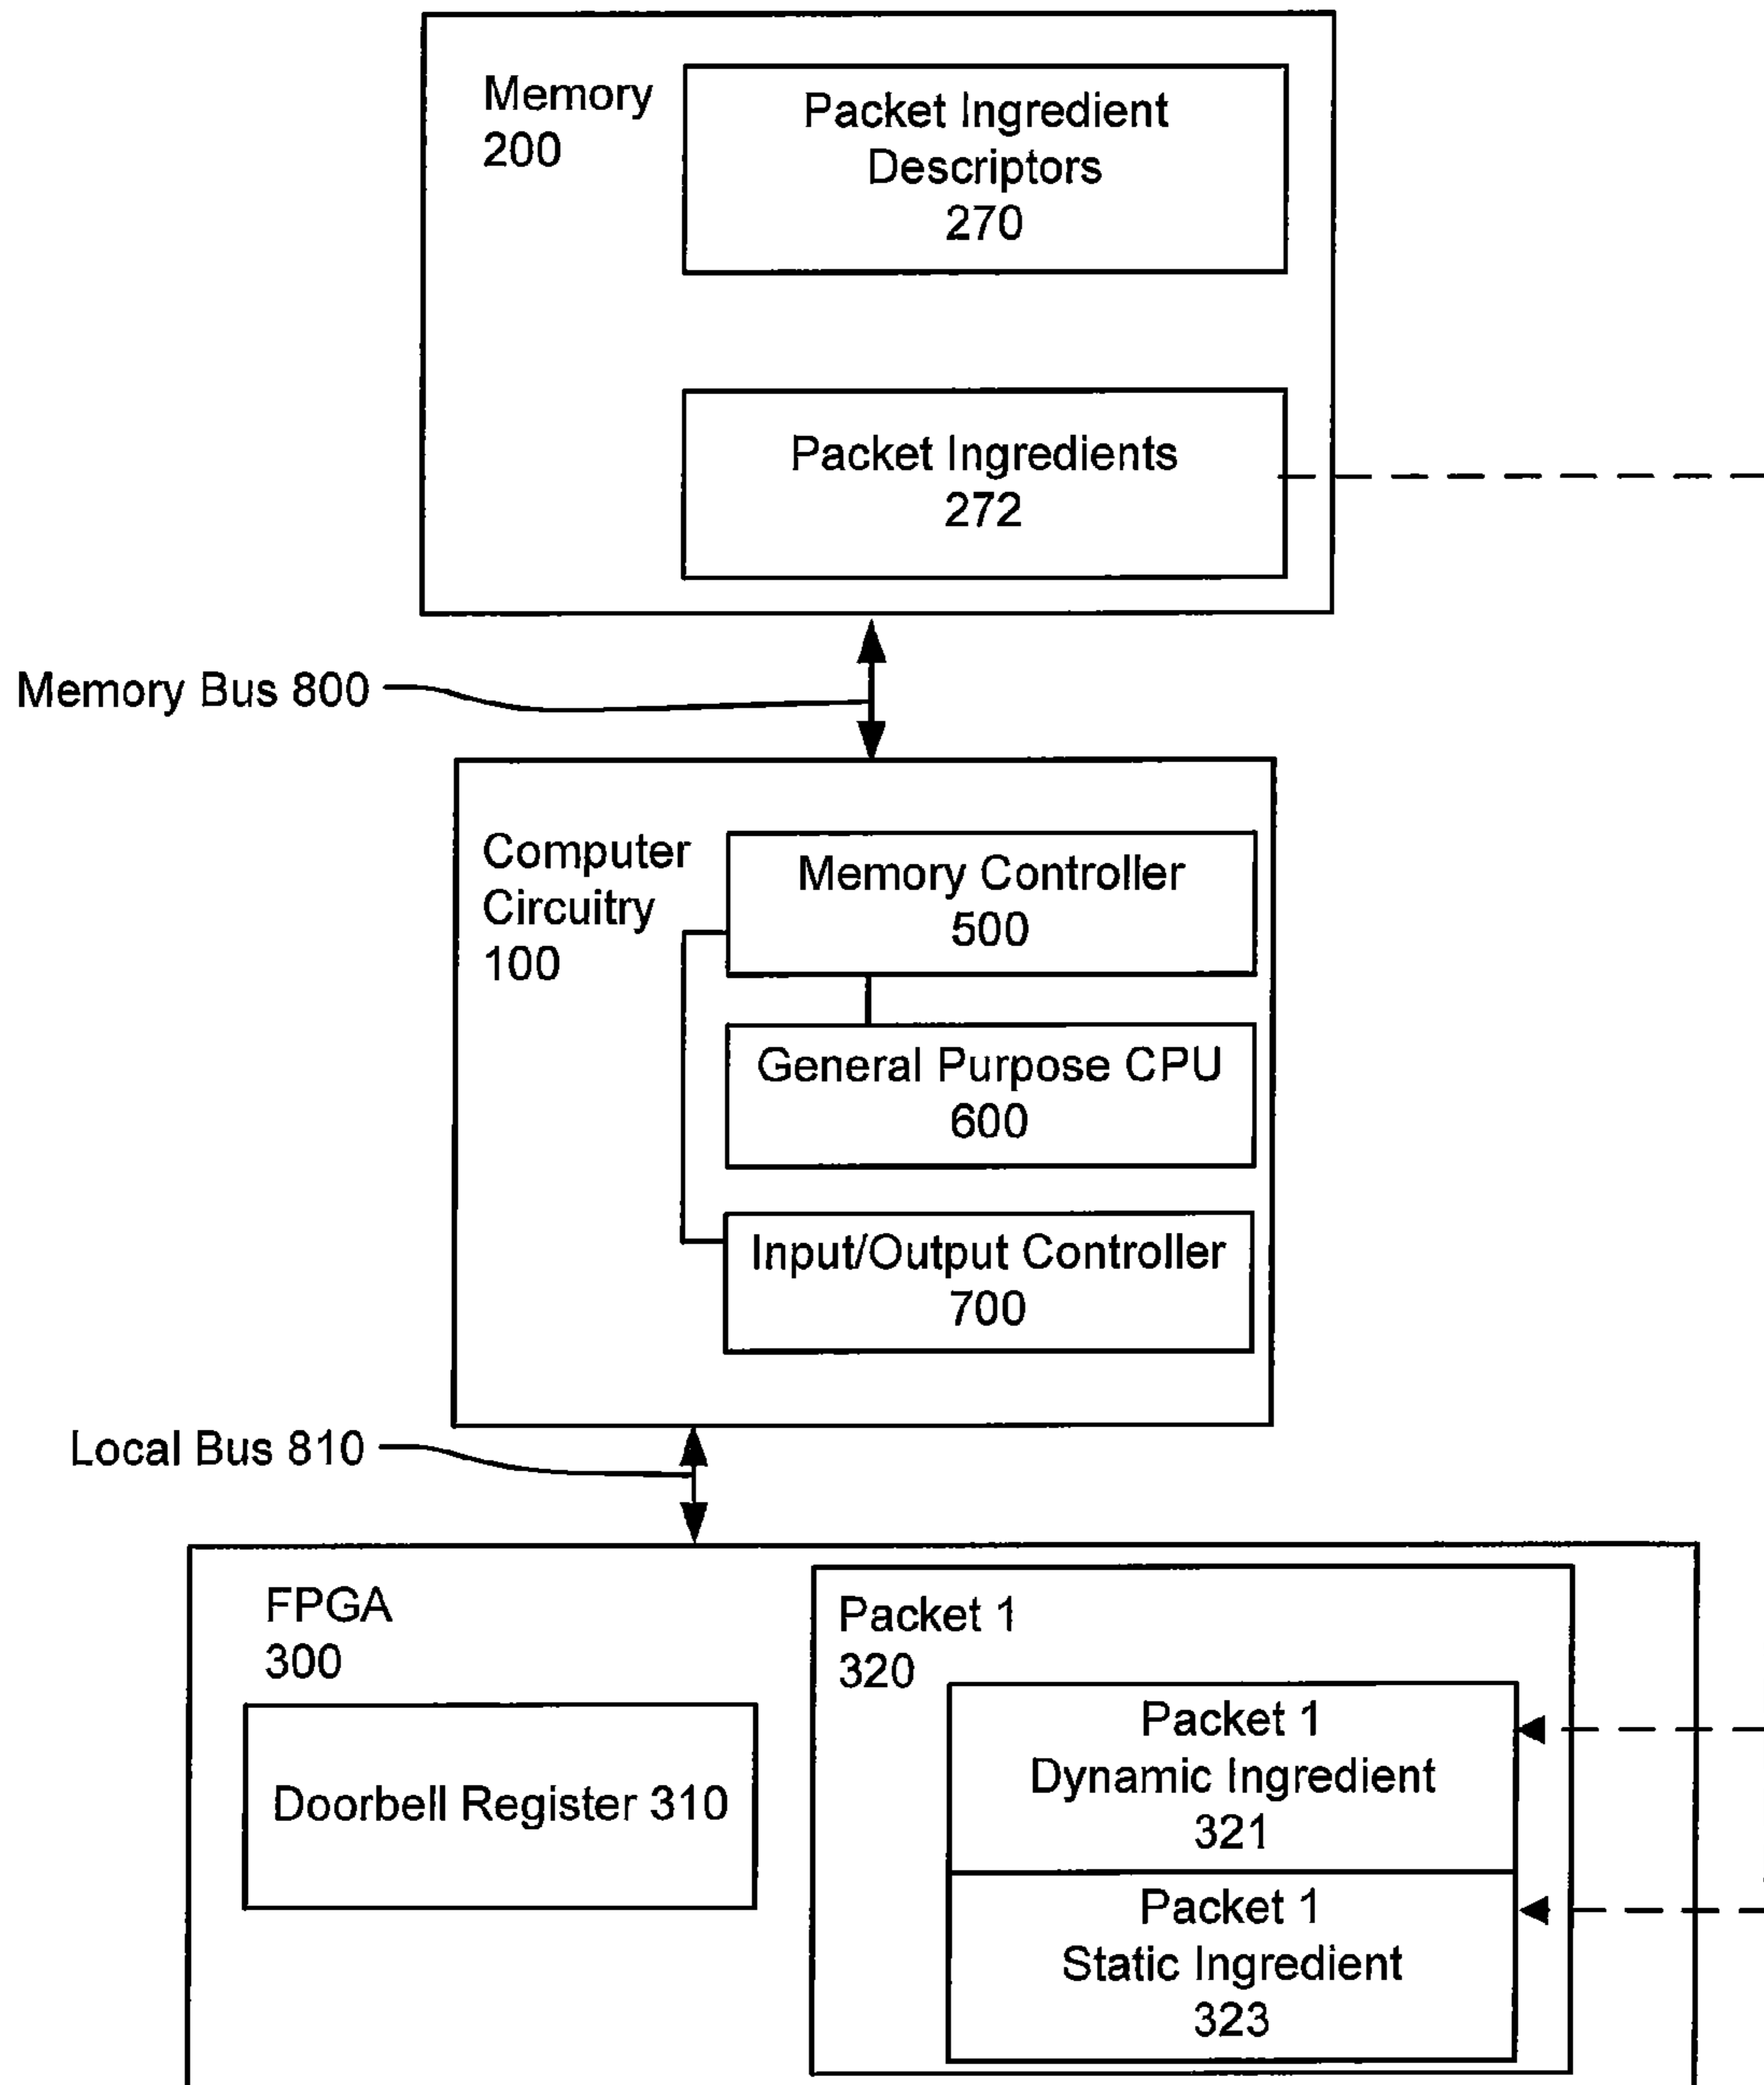 Memory
200
Packet Ingredient
Descriptors
270
Packet Ingredients
272
Memory Bus 800
Computer
Circuitry
100
Memory Controller
500
General Purpose CPU
600
Input/Output Controller
700
Local Bus 810
FPGA
300
Doorbell Register 310
Packet 1
320
Packet 1
Dynamic Ingredient
321
Packet 1
Static Ingredient
323